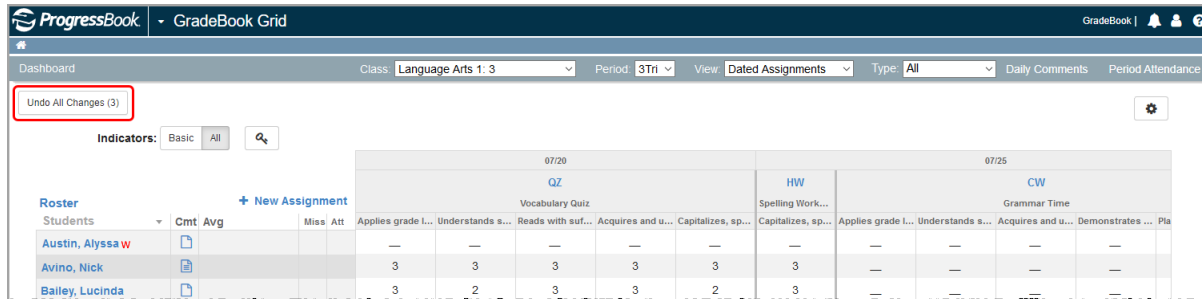 ProgressBook. GradeBook Grid GradeBook |
Dashboard Class: Language Arts 1: 3 Period: 3Tri View: Dated Assignments Type: All Daily Comments Period Attendance
Undo All Changes (3)
Indicators: Basic All
07/20 07/25
QZ HW CW
Roster + New Assignment Vocabulary Quiz Spelling Work... Grammar Time
Students Cmt Avg Miss Att Applies grade l... Understands s... Reads with suf... Acquires and u... Capitalizes, sp... Capitalizes, sp... Applies grade l... Understands s... Acquires and u... Demonstrates ... Pla
Austin, Alyssa W — — — — — — — — — —
Avino, Nick 3 3 3 3 3 3 — — — —
Bailey, Lucinda 3 2 3 3 2 3 — — — —